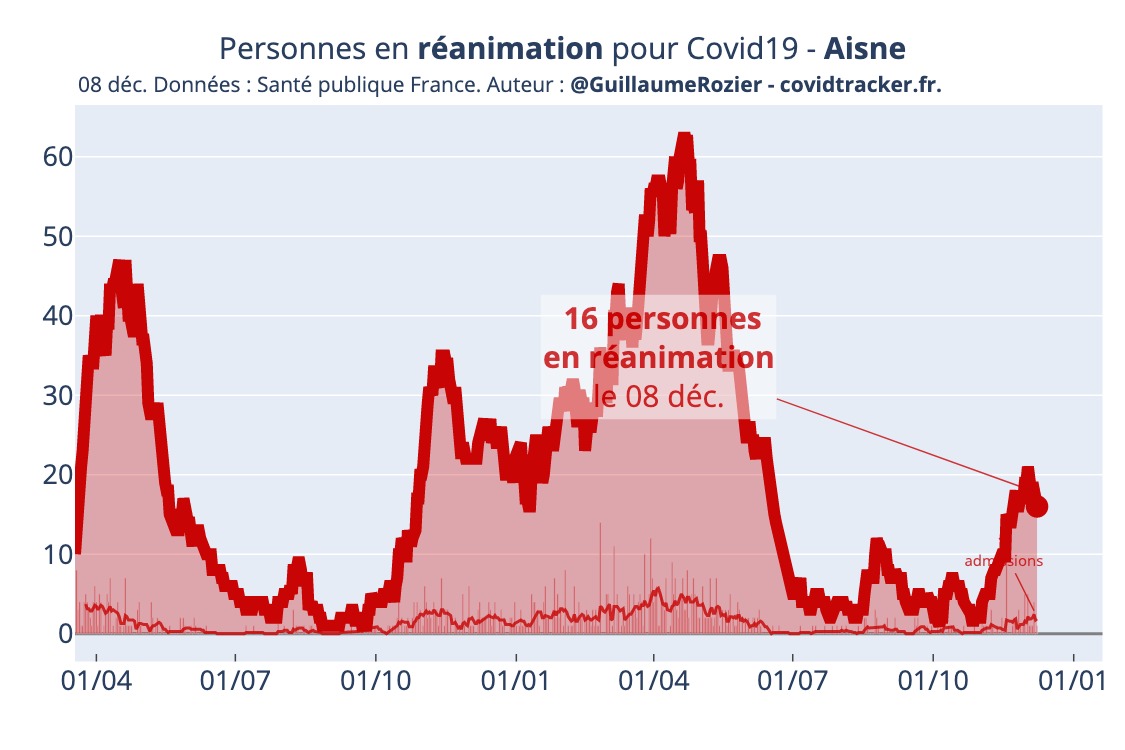 Personnes en réanimation pour Covid19 - Aisne
08 déc. Données : Santé publique France. Auteur : @GuillaumeRozier - covidtracker.fr.
60
50
40
30
20
10
0
16 personnes
en réanimation
le 08 déc.
admissions
01/04
01/07
01/10
01/01
01/04
01/07
01/10
01/01